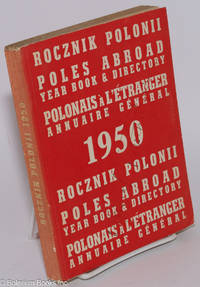 ROCZNIK POLONII
POLES ABROAD
YEAR BOOK & DIRECTORY
POLONAIS À L'ÉTRANGER
ANNUAIRE GÉNÉRAL
1950
ROCZNIK POLONII
POLES ABROAD
YEAR BOOK & DIRECTORY
POLONAIS À L'ÉTRANGER
ANNUAIRE GÉNÉRAL
ROCZNIK POLONII 1950
© Bolerium Books Inc.